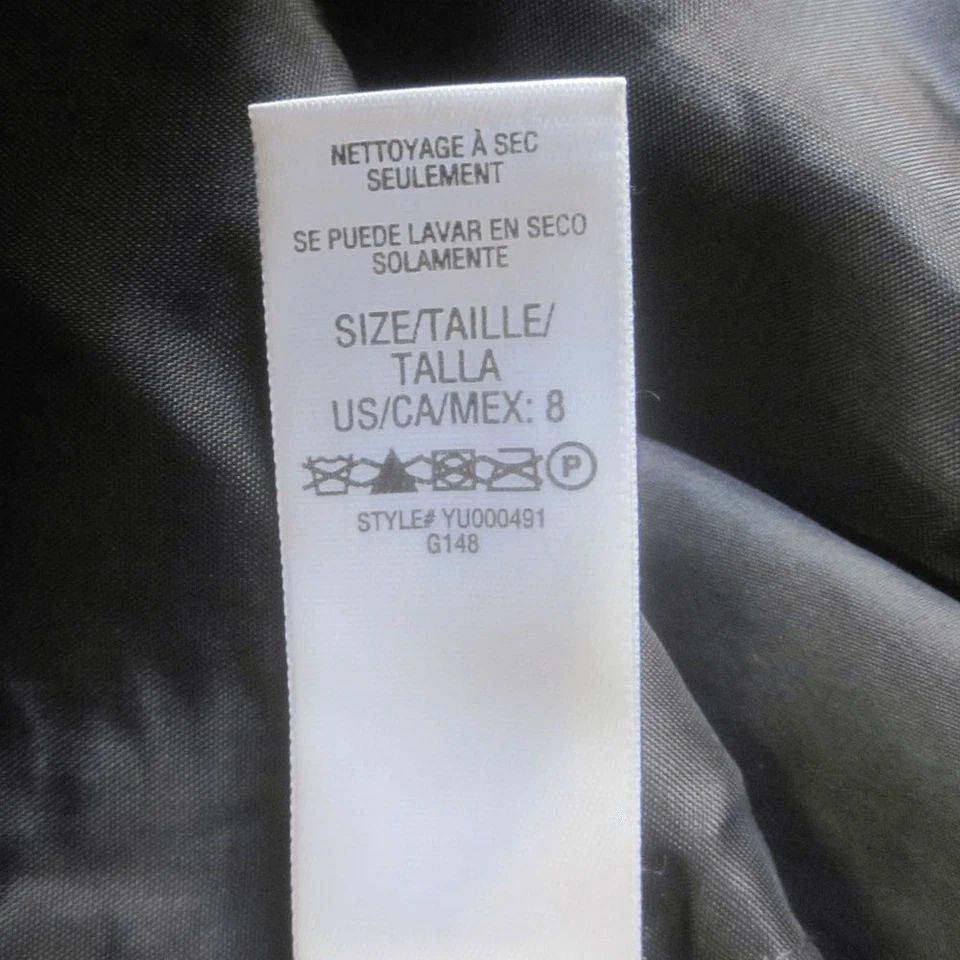 NETTOYAGE À SEC
SEULEMENT
SE PUEDE LAVAR EN SECO
SOLAMENTE
SIZE/TAILLE/
TALLA
US/CA/MEX: 8
P
STYLE# YU000491
G148